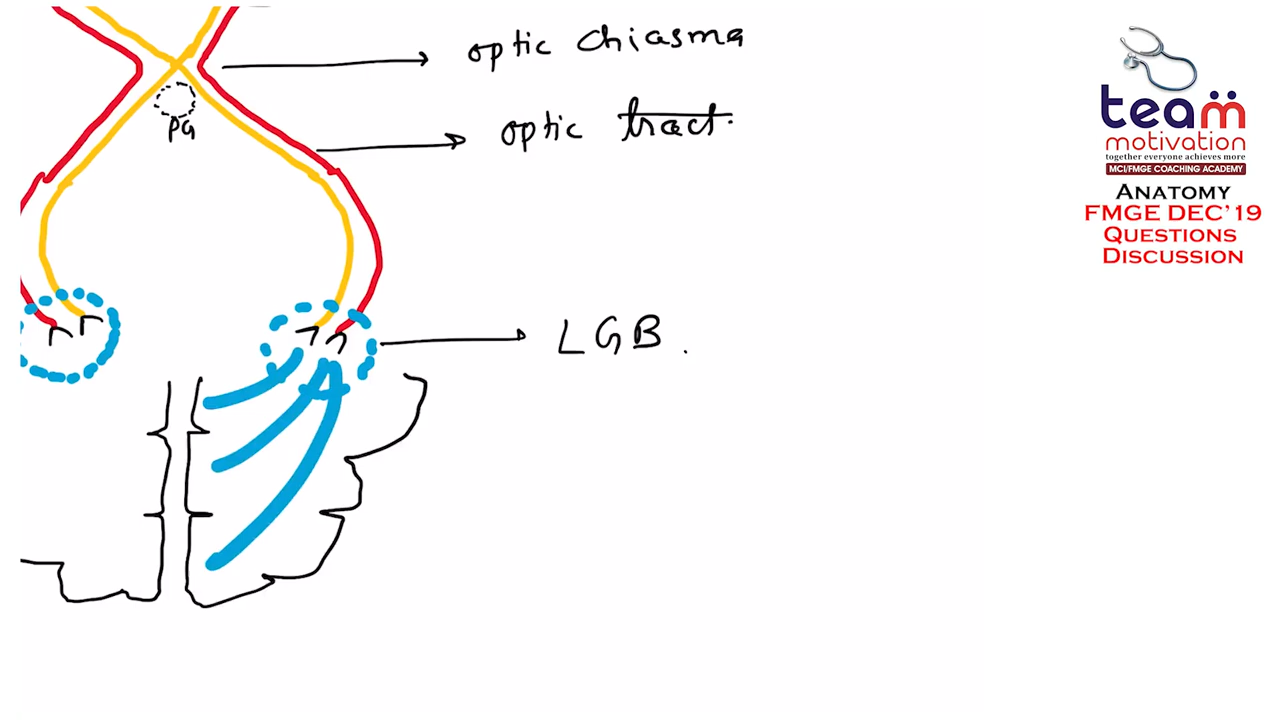 optic chiasma
PG
optic tract.
LGB.
team
motivation
together everyone achieves more
MCI/FMGE COACHING ACADEMY
ANATOMY
FMGE DEC'19
QUESTIONS
DISCUSSION